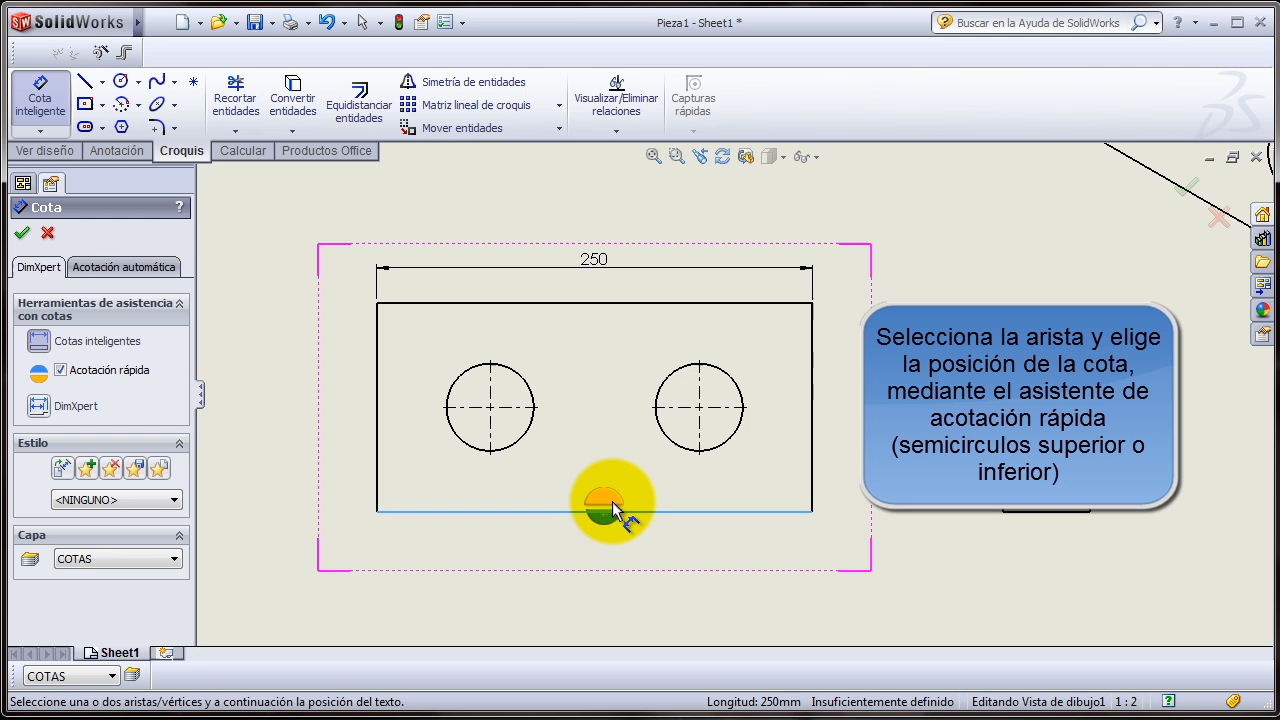 SolidWorks
Pieza1 - Sheet1 *
Buscar en la Ayuda de SolidWorks
?
Cota
inteligente
Recortar
entidades
Convertir
entidades
Equidistanciar
entidades
Simetría de entidades
Matriz lineal de croquis
Mover entidades
Visualizar/Eliminar
relaciones
Capturas
rápidas
Ver diseño
Anotación
Croquis
Calcular
Productos Office
Cota
?
DimXpert
Acotación automática
Herramientas de asistencia
con cotas
Cotas inteligentes
Acotación rápida
DimXpert
Estilo
<NINGUNO>
Capa
COTAS
250
Selecciona la arista y elige
la posición de la cota,
mediante el asistente de
acotación rápida
(semicirculos superior o
inferior)
Sheet1
COTAS
Seleccione una o dos aristas/vértices y a continuación la posición del texto.
Longitud: 250mm
Insuficientemente definido
Editando Vista de dibujo1
1 : 2
?